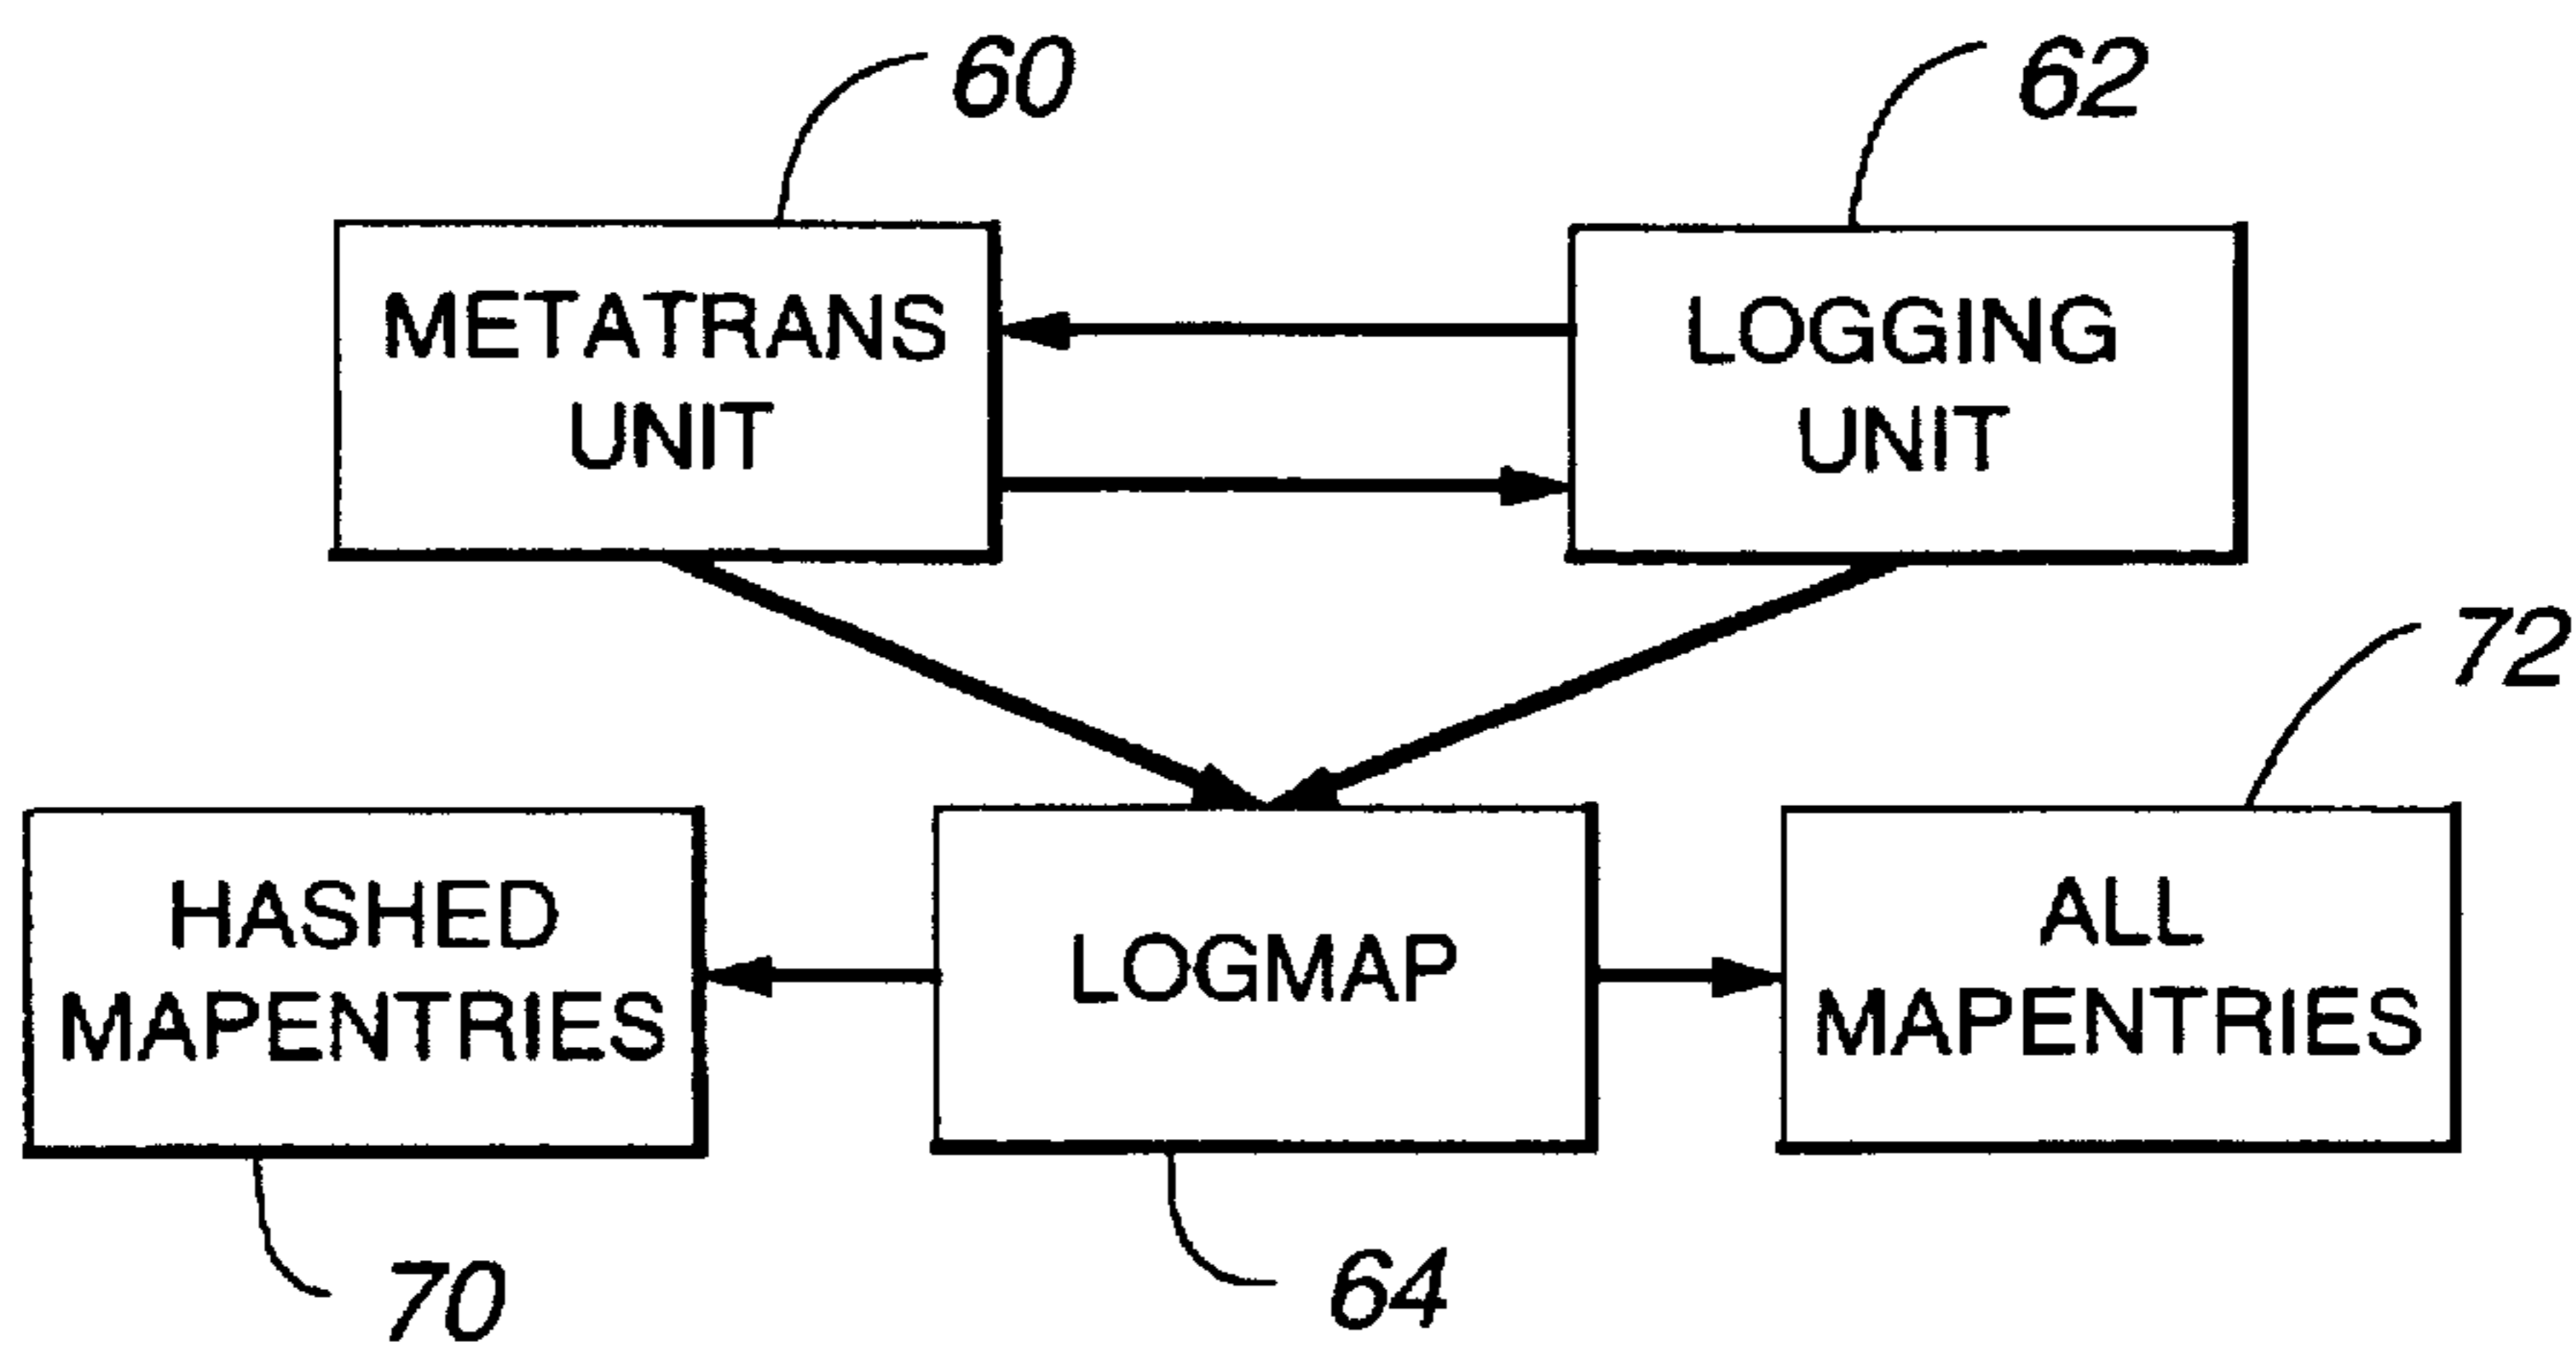 60
62
METATRANS
UNIT
LOGGING
UNIT
72
HASHED
MAPENTRIES
LOGMAP
ALL
MAPENTRIES
70
64